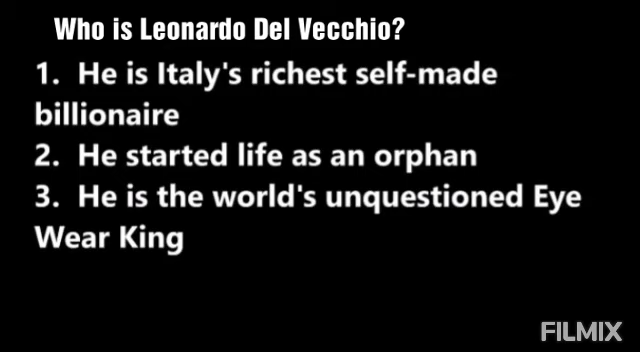 Who is Leonardo Del Vecchio?
1. He is Italy's richest self-made
billionaire
2. He started life as an orphan
3. He is the world's unquestioned Eye
Wear King
FILMIX